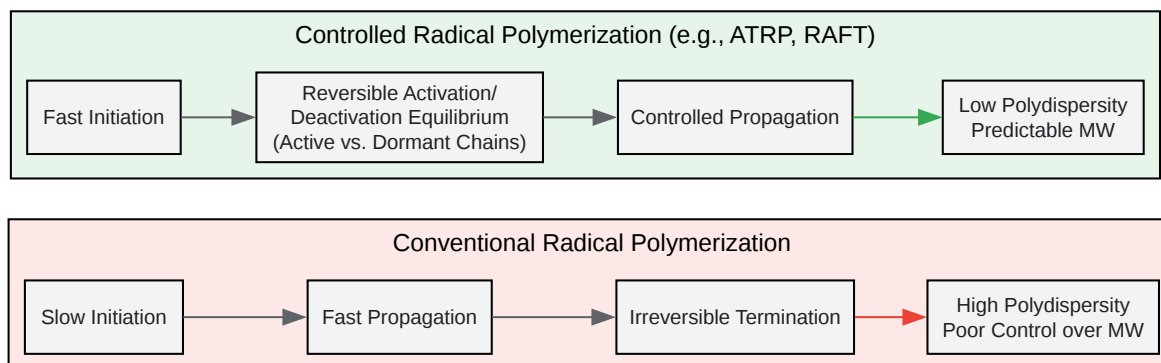 Controlled Radical Polymerization (e.g., ATRP, RAFT)
Fast Initiation
Reversible Activation/
Deactivation Equilibrium
(Active vs. Dormant Chains)
Controlled Propagation
Low Polydispersity
Predictable MW
Conventional Radical Polymerization
Slow Initiation
Fast Propagation
Irreversible Termination
High Polydispersity
Poor Control over MW